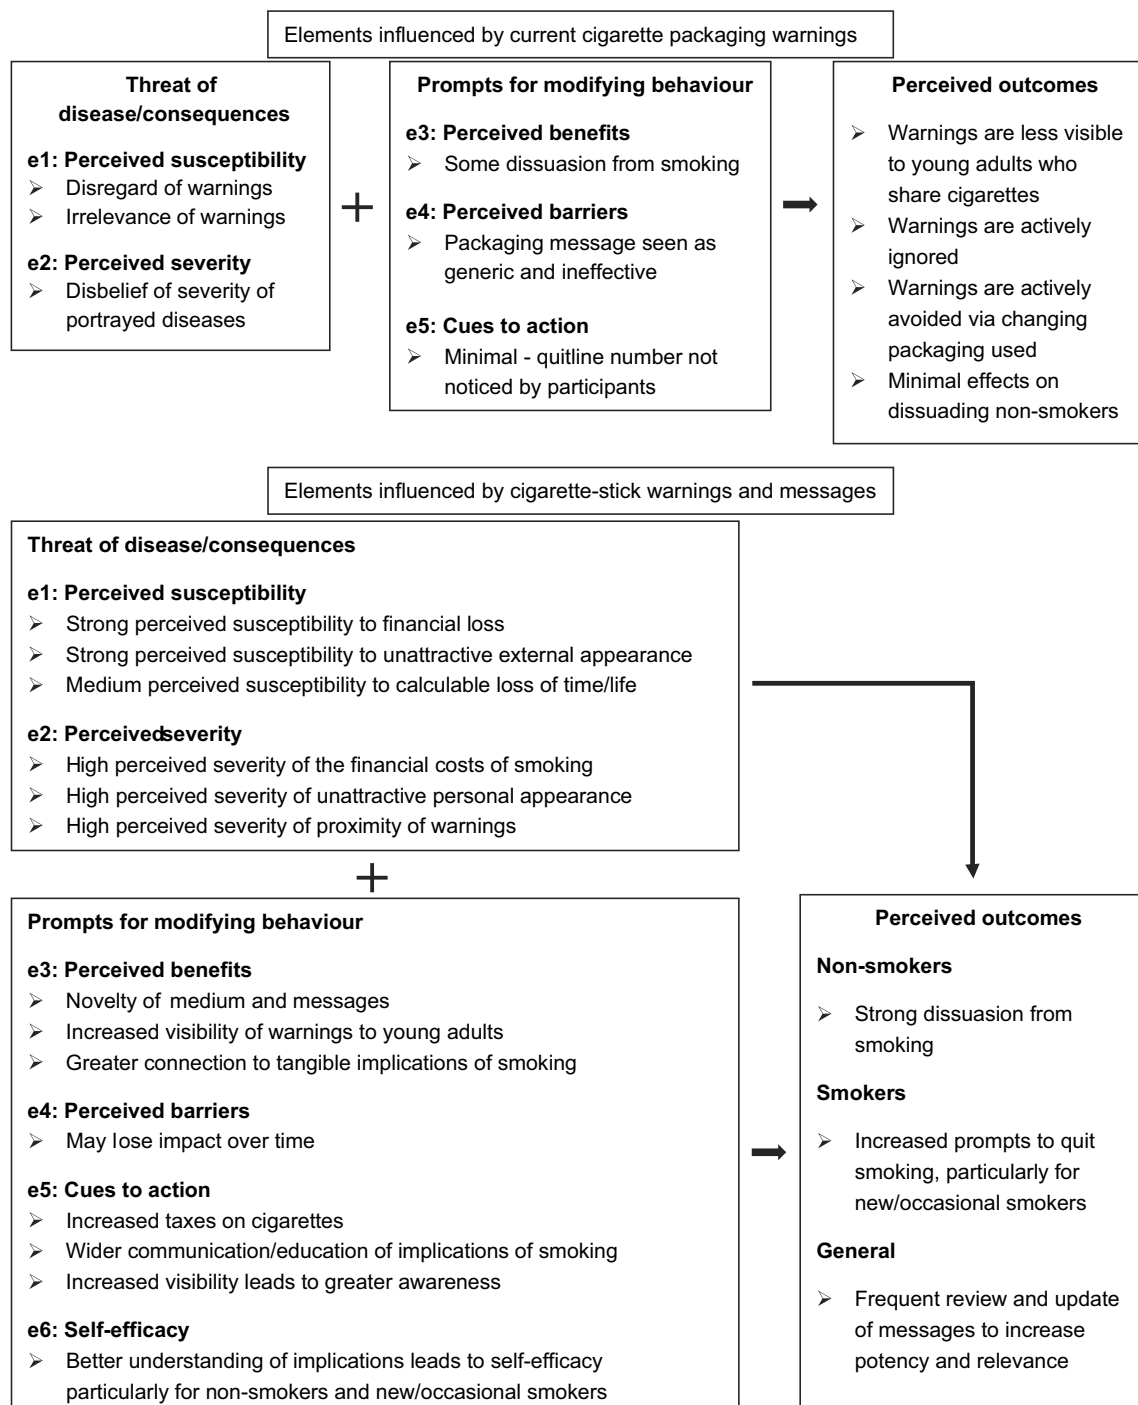 Elements influenced by current cigarette packaging warnings
Threat of
disease/consequences
e1: Perceived susceptibility
➢ Disregard of warnings
➢ Irrelevance of warnings
e2: Perceived severity
➢ Disbelief of severity of
portrayed diseases
+
Prompts for modifying behaviour
e3: Perceived benefits
➢ Some dissuasion from smoking
e4: Perceived barriers
➢ Packaging message seen as
generic and ineffective
e5: Cues to action
➢ Minimal - quitline number not
noticed by participants
Perceived outcomes
➢ Warnings are less visible
to young adults who
share cigarettes
➢ Warnings are actively
ignored
➢ Warnings are actively
avoided via changing
packaging used
➢ Minimal effects on
dissuading non-smokers
Elements influenced by cigarette-stick warnings and messages
Threat of disease/consequences
e1: Perceived susceptibility
➢ Strong perceived susceptibility to financial loss
➢ Strong perceived susceptibility to unattractive external appearance
➢ Medium perceived susceptibility to calculable loss of time/life
e2: Perceivedseverity
➢ High perceived severity of the financial costs of smoking
➢ High perceived severity of unattractive personal appearance
➢ High perceived severity of proximity of warnings
+
Prompts for modifying behaviour
e3: Perceived benefits
➢ Novelty of medium and messages
➢ Increased visibility of warnings to young adults
➢ Greater connection to tangible implications of smoking
e4: Perceived barriers
➢ May lose impact over time
e5: Cues to action
➢ Increased taxes on cigarettes
➢ Wider communication/education of implications of smoking
➢ Increased visibility leads to greater awareness
e6: Self-efficacy
➢ Better understanding of implications leads to self-efficacy
particularly for non-smokers and new/occasional smokers
Perceived outcomes
Non-smokers
➢ Strong dissuasion from
smoking
Smokers
➢ Increased prompts to quit
smoking, particularly for
new/occasional smokers
General
➢ Frequent review and update
of messages to increase
potency and relevance